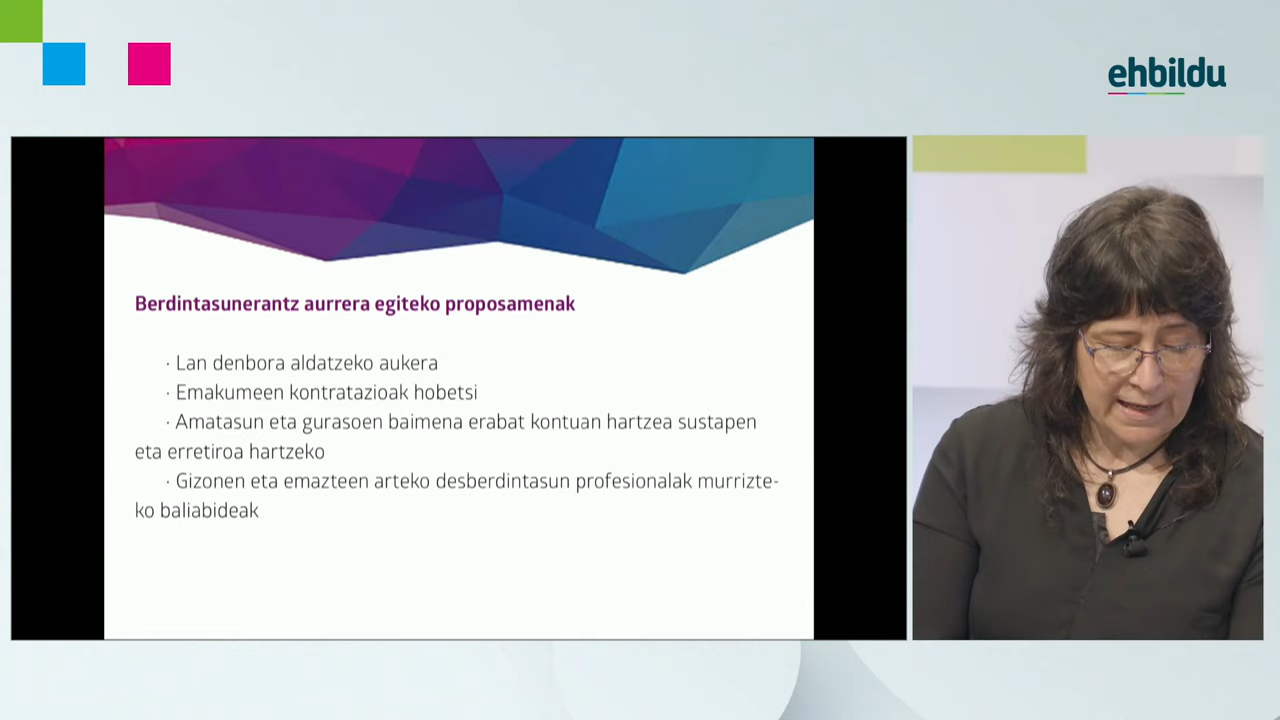 ehbildu
Berdintasunerantz aurrera egiteko proposamenak
· Lan denbora aldatzeko aukera
· Emakumeen kontratazioak hobetsi
· Amatasun eta gurasoen baimena erabat kontuan hartzea sustapen
eta erretiroa hartzeko
· Gizonen eta emazteen arteko desberdintasun profesionalak murrizte-
ko baliabideak